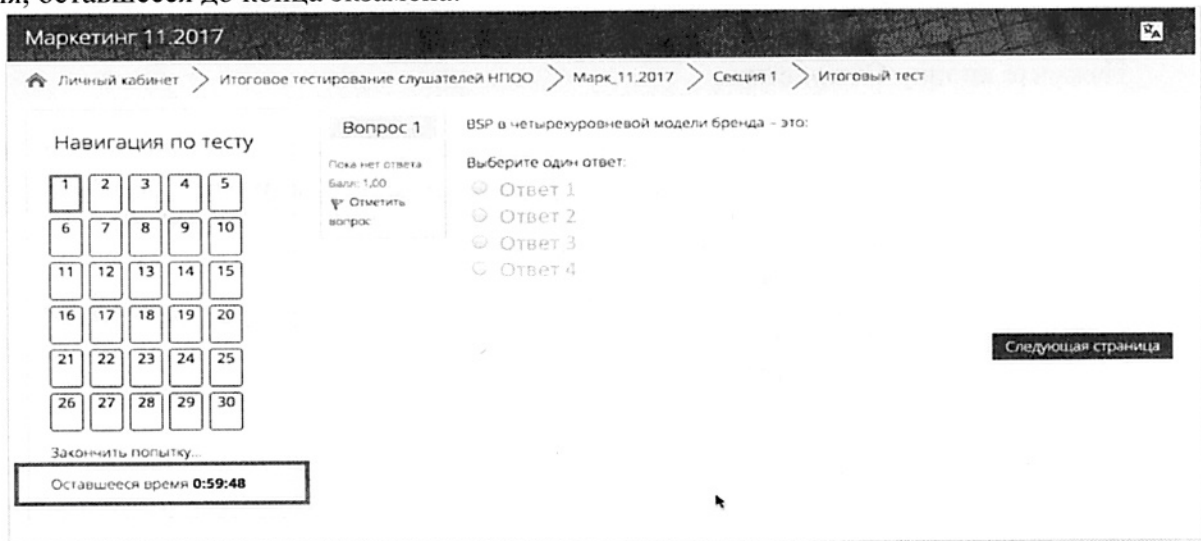 оставшееся до конца экзамена.
Маркетинг 11.2017
Личный кабинет > Итоговое тестирование слушателей НПОО > Марк_11.2017 > Секция 1 > Итоговый тест
Навигация по тесту
1 2 3 4 5
6 7 8 9 10
11 12 13 14 15
16 17 18 19 20
21 22 23 24 25
26 27 28 29 30
Закончить попытку...
Оставшееся время 0:59:48
Вопрос 1
Пока нет ответа
Балл: 1,00
Отметить
вопрос
BSP в четырехуровневой модели бренда – это:
Выберите один ответ:
Ответ 1
Ответ 2
Ответ 3
Ответ 4
Следующая страница